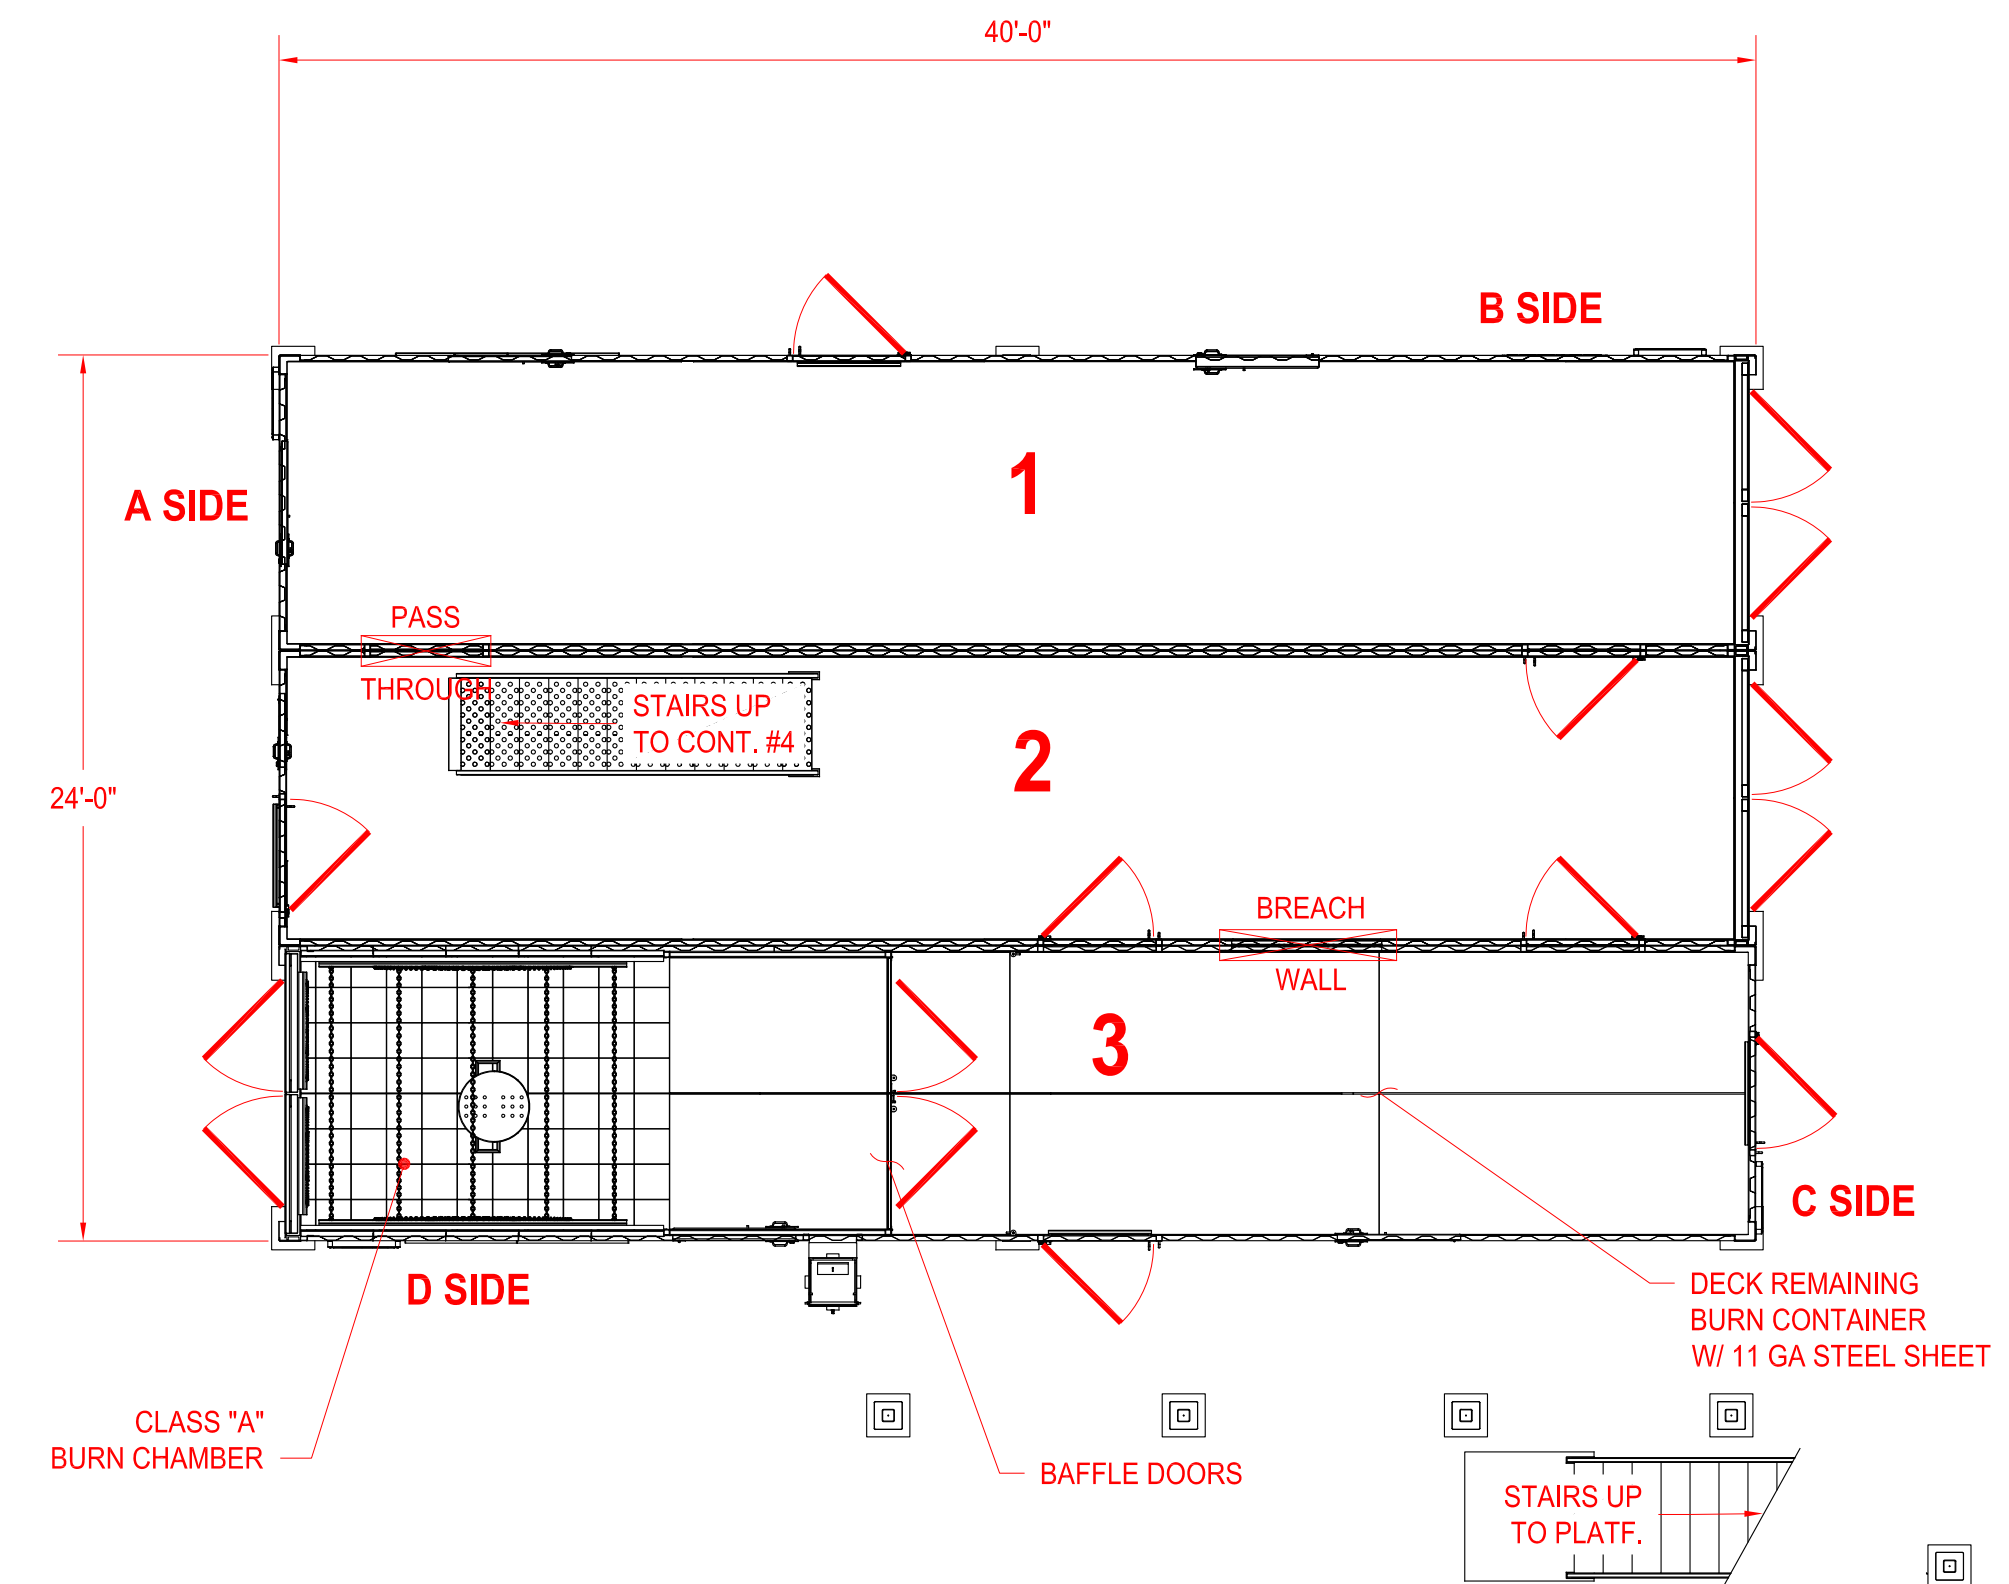 40'-0"
B SIDE
A SIDE
1
PASS
THROUGH
STAIRS UP
TO CONT. #4
2
24'-0"
BREACH
WALL
3
C SIDE
D SIDE
DECK REMAINING
BURN CONTAINER
W/ 11 GA STEEL SHEET
CLASS "A"
BURN CHAMBER
BAFFLE DOORS
STAIRS UP
TO PLATF.